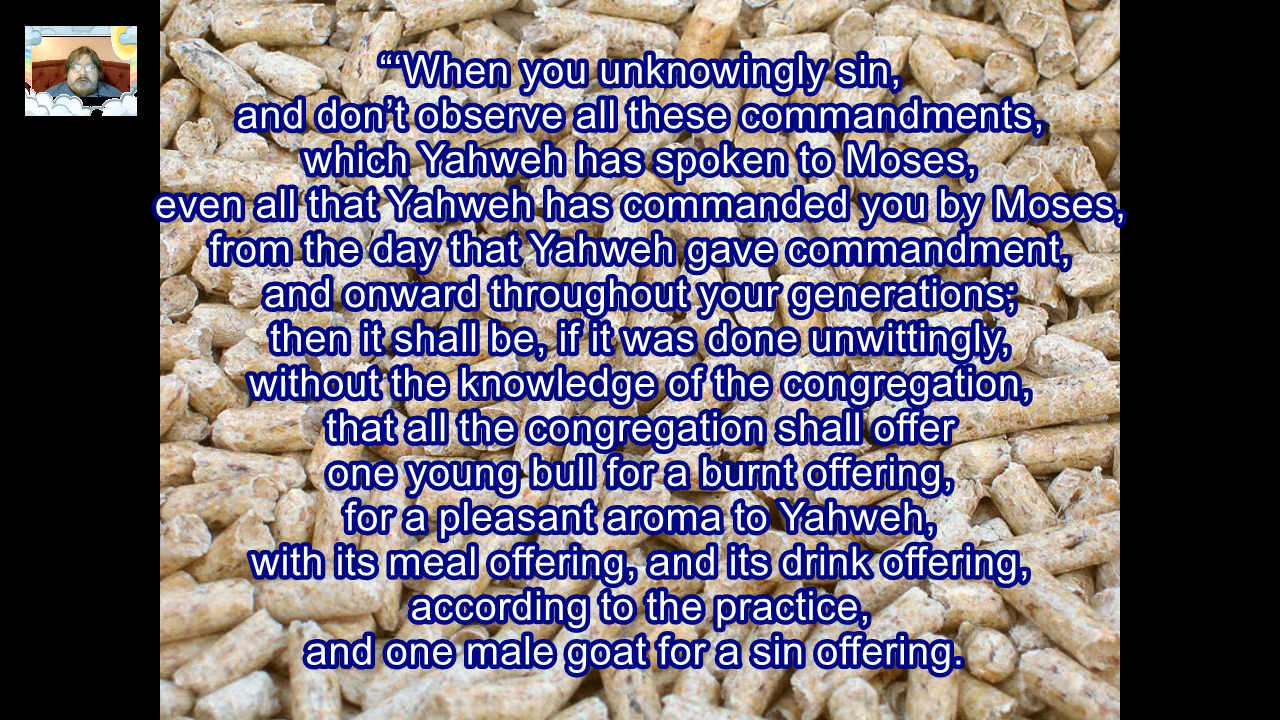 “‘When you unknowingly sin,
and don’t observe all these commandments,
which Yahweh has spoken to Moses,
even all that Yahweh has commanded you by Moses,
from the day that Yahweh gave commandment,
and onward throughout your generations;
then it shall be, if it was done unwittingly,
without the knowledge of the congregation,
that all the congregation shall offer
one young bull for a burnt offering,
for a pleasant aroma to Yahweh,
with its meal offering, and its drink offering,
according to the practice,
and one male goat for a sin offering.